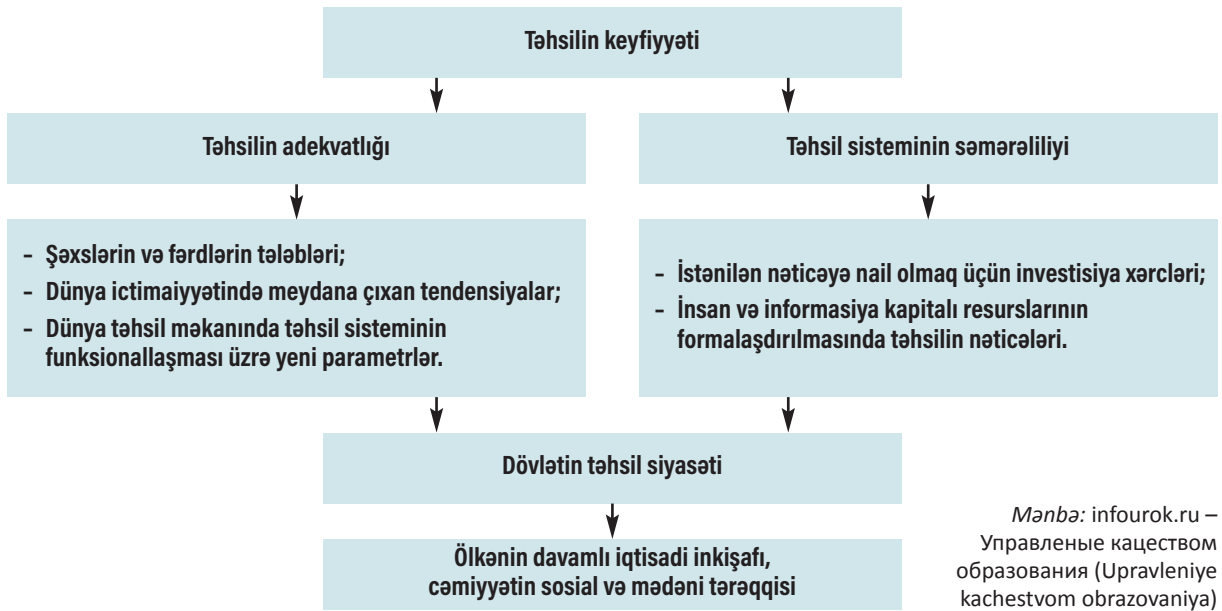 Təhsilin keyfiyyəti
Təhsilin adekvatlığı
Təhsil sisteminin səmərəliliyi
– Şəxslərin və fərdlərin tələbləri;
– Dünya ictimaiyyətində meydana çıxan tendensiyalar;
– Dünya təhsil məkanında təhsil sisteminin
funksionallaşması üzrə yeni parametrlər.
– İstənilən nəticəyə nail olmaq üçün investisiya xərcləri;
– İnsan və informasiya kapitalı resurslarının
formalaşdırılmasında təhsilin nəticələri.
Dövlətin təhsil siyasəti
Ölkənin davamlı iqtisadi inkişafı,
cəmiyyətin sosial və mədəni tərəqqisi
Mənbə: infourok.ru –
Управленые кацеством
образования (Upravleniye
kachestvom obrazovaniya)